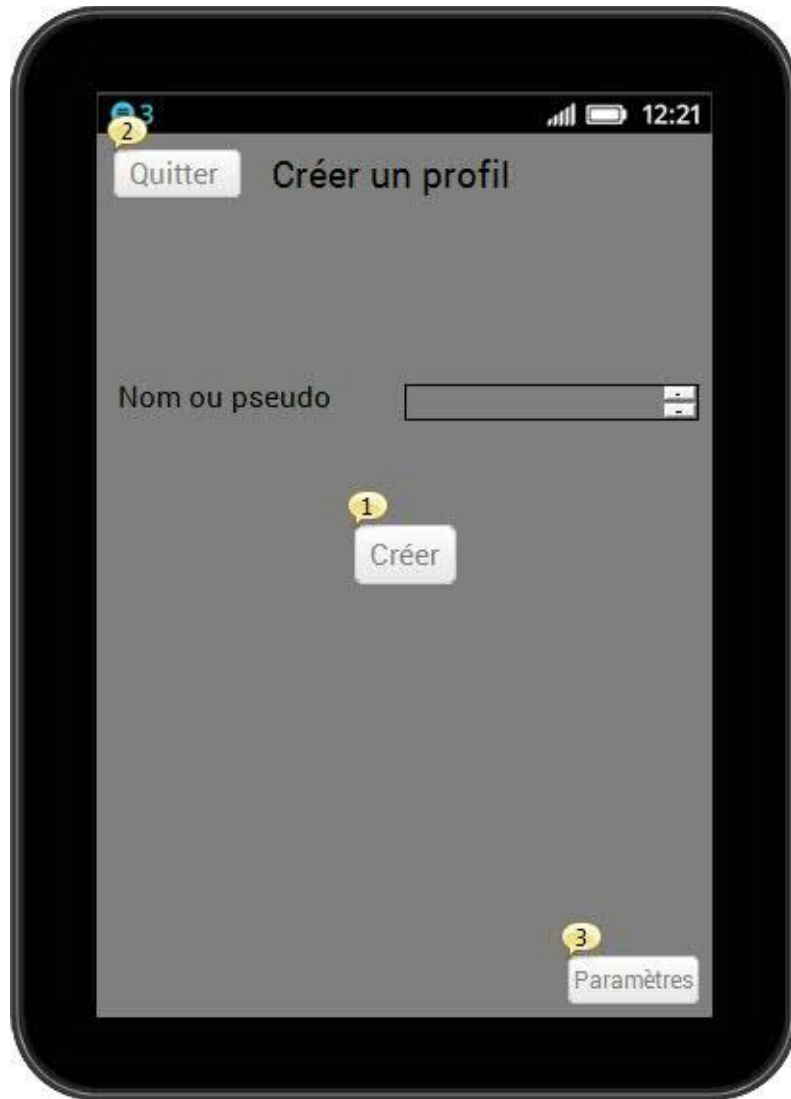 3 12:21
2
Quitter Créer un profil
Nom ou pseudo
1
Créer
3
Paramètres